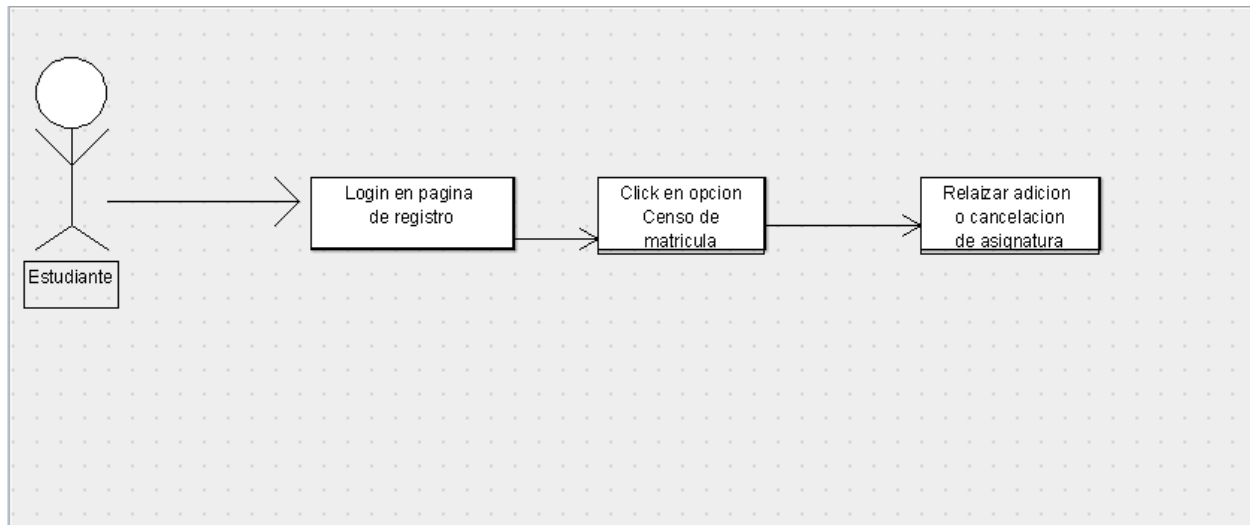 Login en pagina
de registro
Click en opcion
Censo de
matricula
Relaizar adicion
o cancelacion
de asignatura
Estudiante